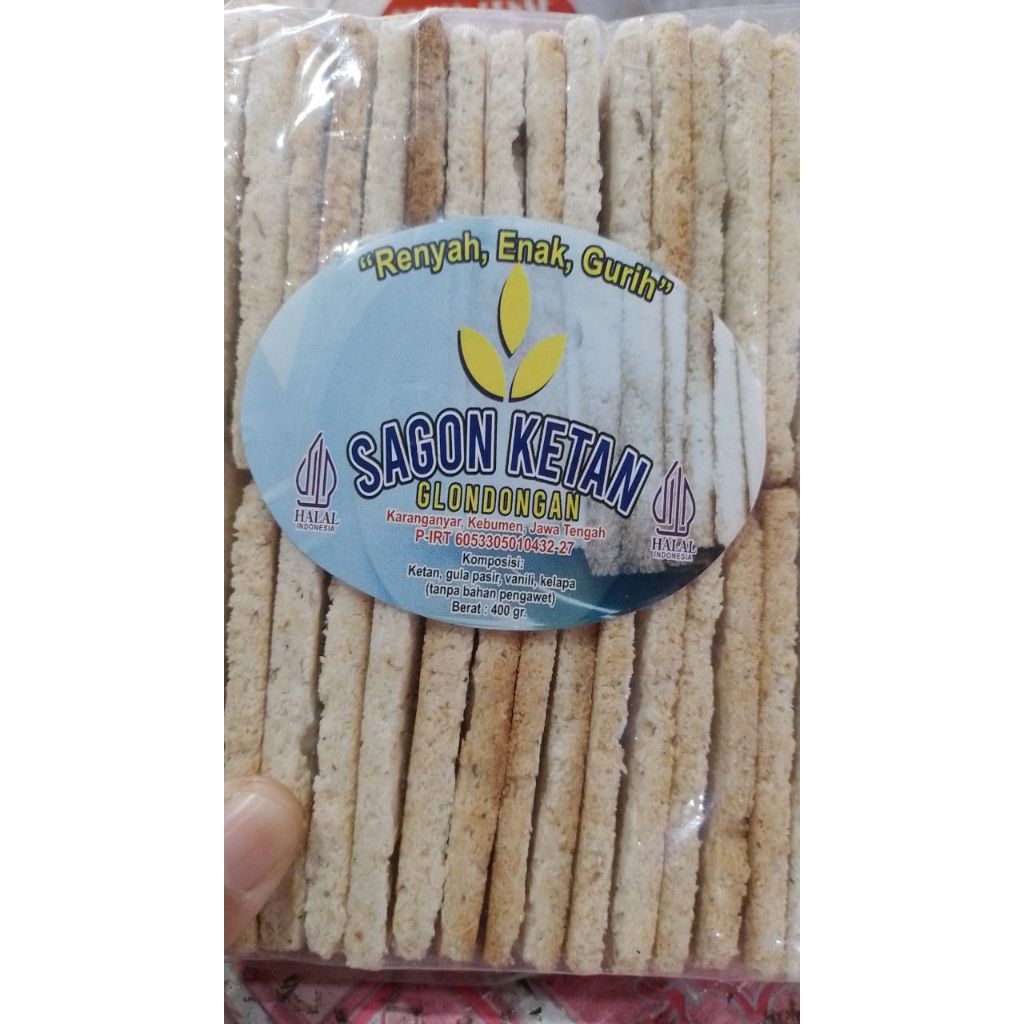 “Renyah, Enak, Gurih”
SAGON KETAN
GLONDONGAN
Karanganyar, Kebumen, Jawa Tengah
P-IRT 6053305010432-27
Komposisi:
Ketan, gula pasir, vanili, kelapa
(tanpa bahan pengawet)
Berat : 400 gr.
HALAL
INDONESIA
HALAL
INDONESIA